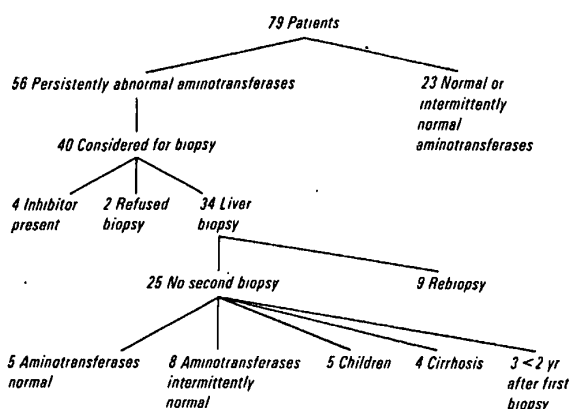 79 Patients
56 Persistently abnormal aminotransferases
23 Normal or
intermittently
normal
aminotransferases
40 Considered for biopsy
4 Inhibitor
present
2 Refused
biopsy
34 Liver
biopsy
25 No second biopsy
9 Rebiopsy
5 Aminotransferases
normal
8 Aminotransferases
intermittently
normal
5 Children
4 Cirrhosis
3 < 2 yr
after first
biopsy